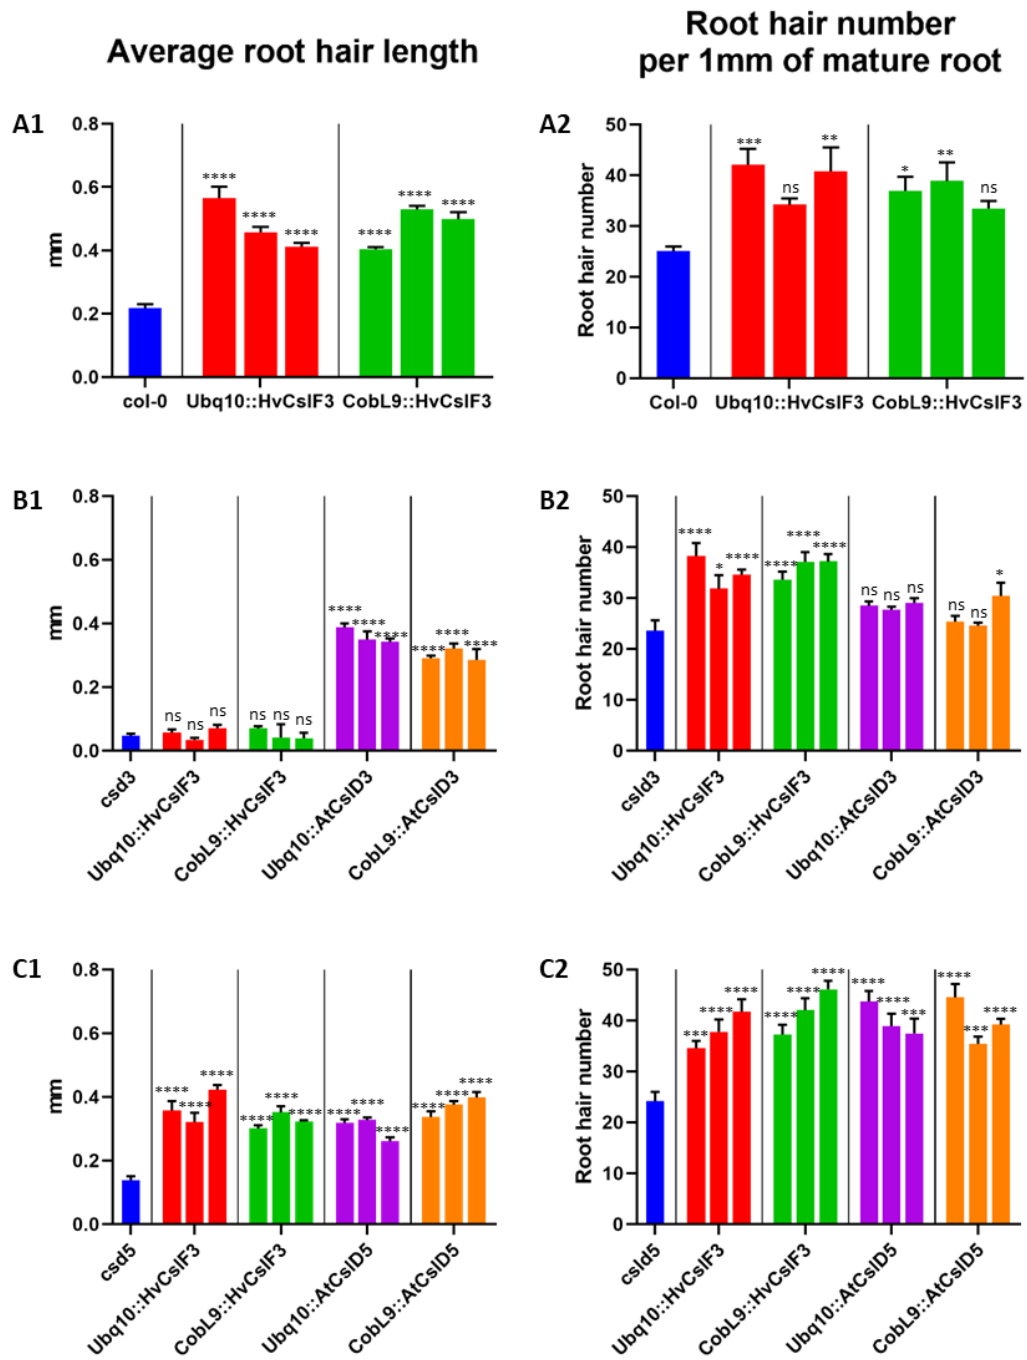 Average root hair length
Root hair number
per 1mm of mature root
A1
0.8
0.6
0.4
0.2
0.0
mm
****
****
****
****
****
****
col-0
Ubq10::HvCslF3
CobL9::HvCslF3
A2
50
40
30
20
10
0
Root hair number
***
ns
**
*
**
ns
Col-0
Ubq10::HvCslF3
CobL9::HvCslF3
B1
0.8
0.6
0.4
0.2
0.0
mm
ns
ns
ns
ns
ns
ns
****
****
****
****
****
****
csd3
Ubq10::HvCslF3
CobL9::HvCslF3
Ubq10::AtCslD3
CobL9::AtCslD3
B2
50
40
30
20
10
0
Root hair number
****
*
****
****
****
****
ns
ns
ns
ns
ns
*
csld3
Ubq10::HvCslF3
CobL9::HvCslF3
Ubq10::AtCslD3
CobL9::AtCslD3
C1
0.8
0.6
0.4
0.2
0.0
mm
****
****
****
****
****
****
****
****
****
****
****
****
csd5
Ubq10::HvCslF3
CobL9::HvCslF3
Ubq10::AtCslD5
CobL9::AtCslD5
C2
50
40
30
20
10
0
Root hair number
***
****
****
****
****
****
****
****
***
****
***
****
csld5
Ubq10::HvCslF3
CobL9::HvCslF3
Ubq10::AtCslD5
CobL9::AtCslD5